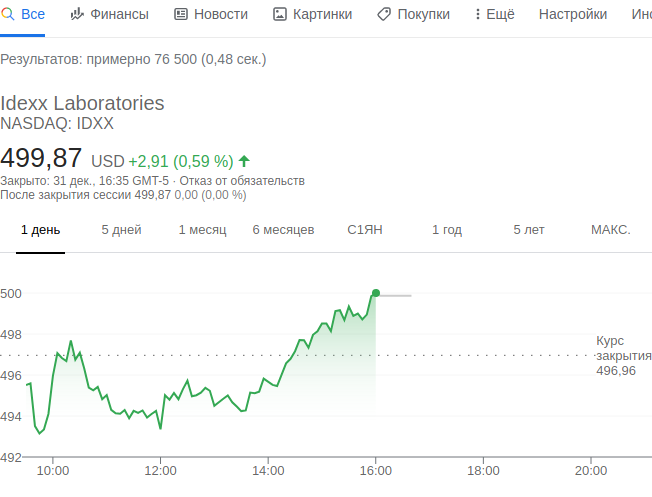 Все Финансы Новости Картинки Покупки Ещё Настройки
Результатов: примерно 76 500 (0,48 сек.)
Idexx Laboratories
NASDAQ: IDXX
499,87 USD +2,91 (0,59 %)
Закрыто: 31 дек., 16:35 GMT-5 · Отказ от обязательств
После закрытия сессии 499,87 0,00 (0,00 %)
1 день 5 дней 1 месяц 6 месяцев С1ЯН 1 год 5 лет МАКС.
500
498
Курс
закрытия
496,96
496
494
492
10:00 12:00 14:00 16:00 18:00 20:00